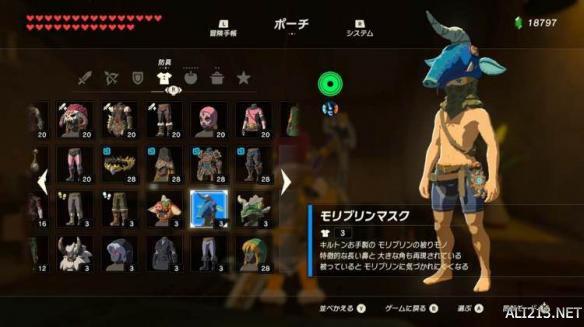 L
冒険手帳
ポーチ
R
システム
18797
防具
20 20 20 20 20
20 28 28 28 28
16 3 3 3 3 3
12 3 3 3 28
モリブリンマスク
3
キルトンお手製の モリブリンの被りモノ
特徴的な長い鼻と 大きな角も再現されている
被っていると モリブリンに気づかれにくくなる
並べかえる Y
ゲームに戻る B
選ぶ A
ALI213.NET